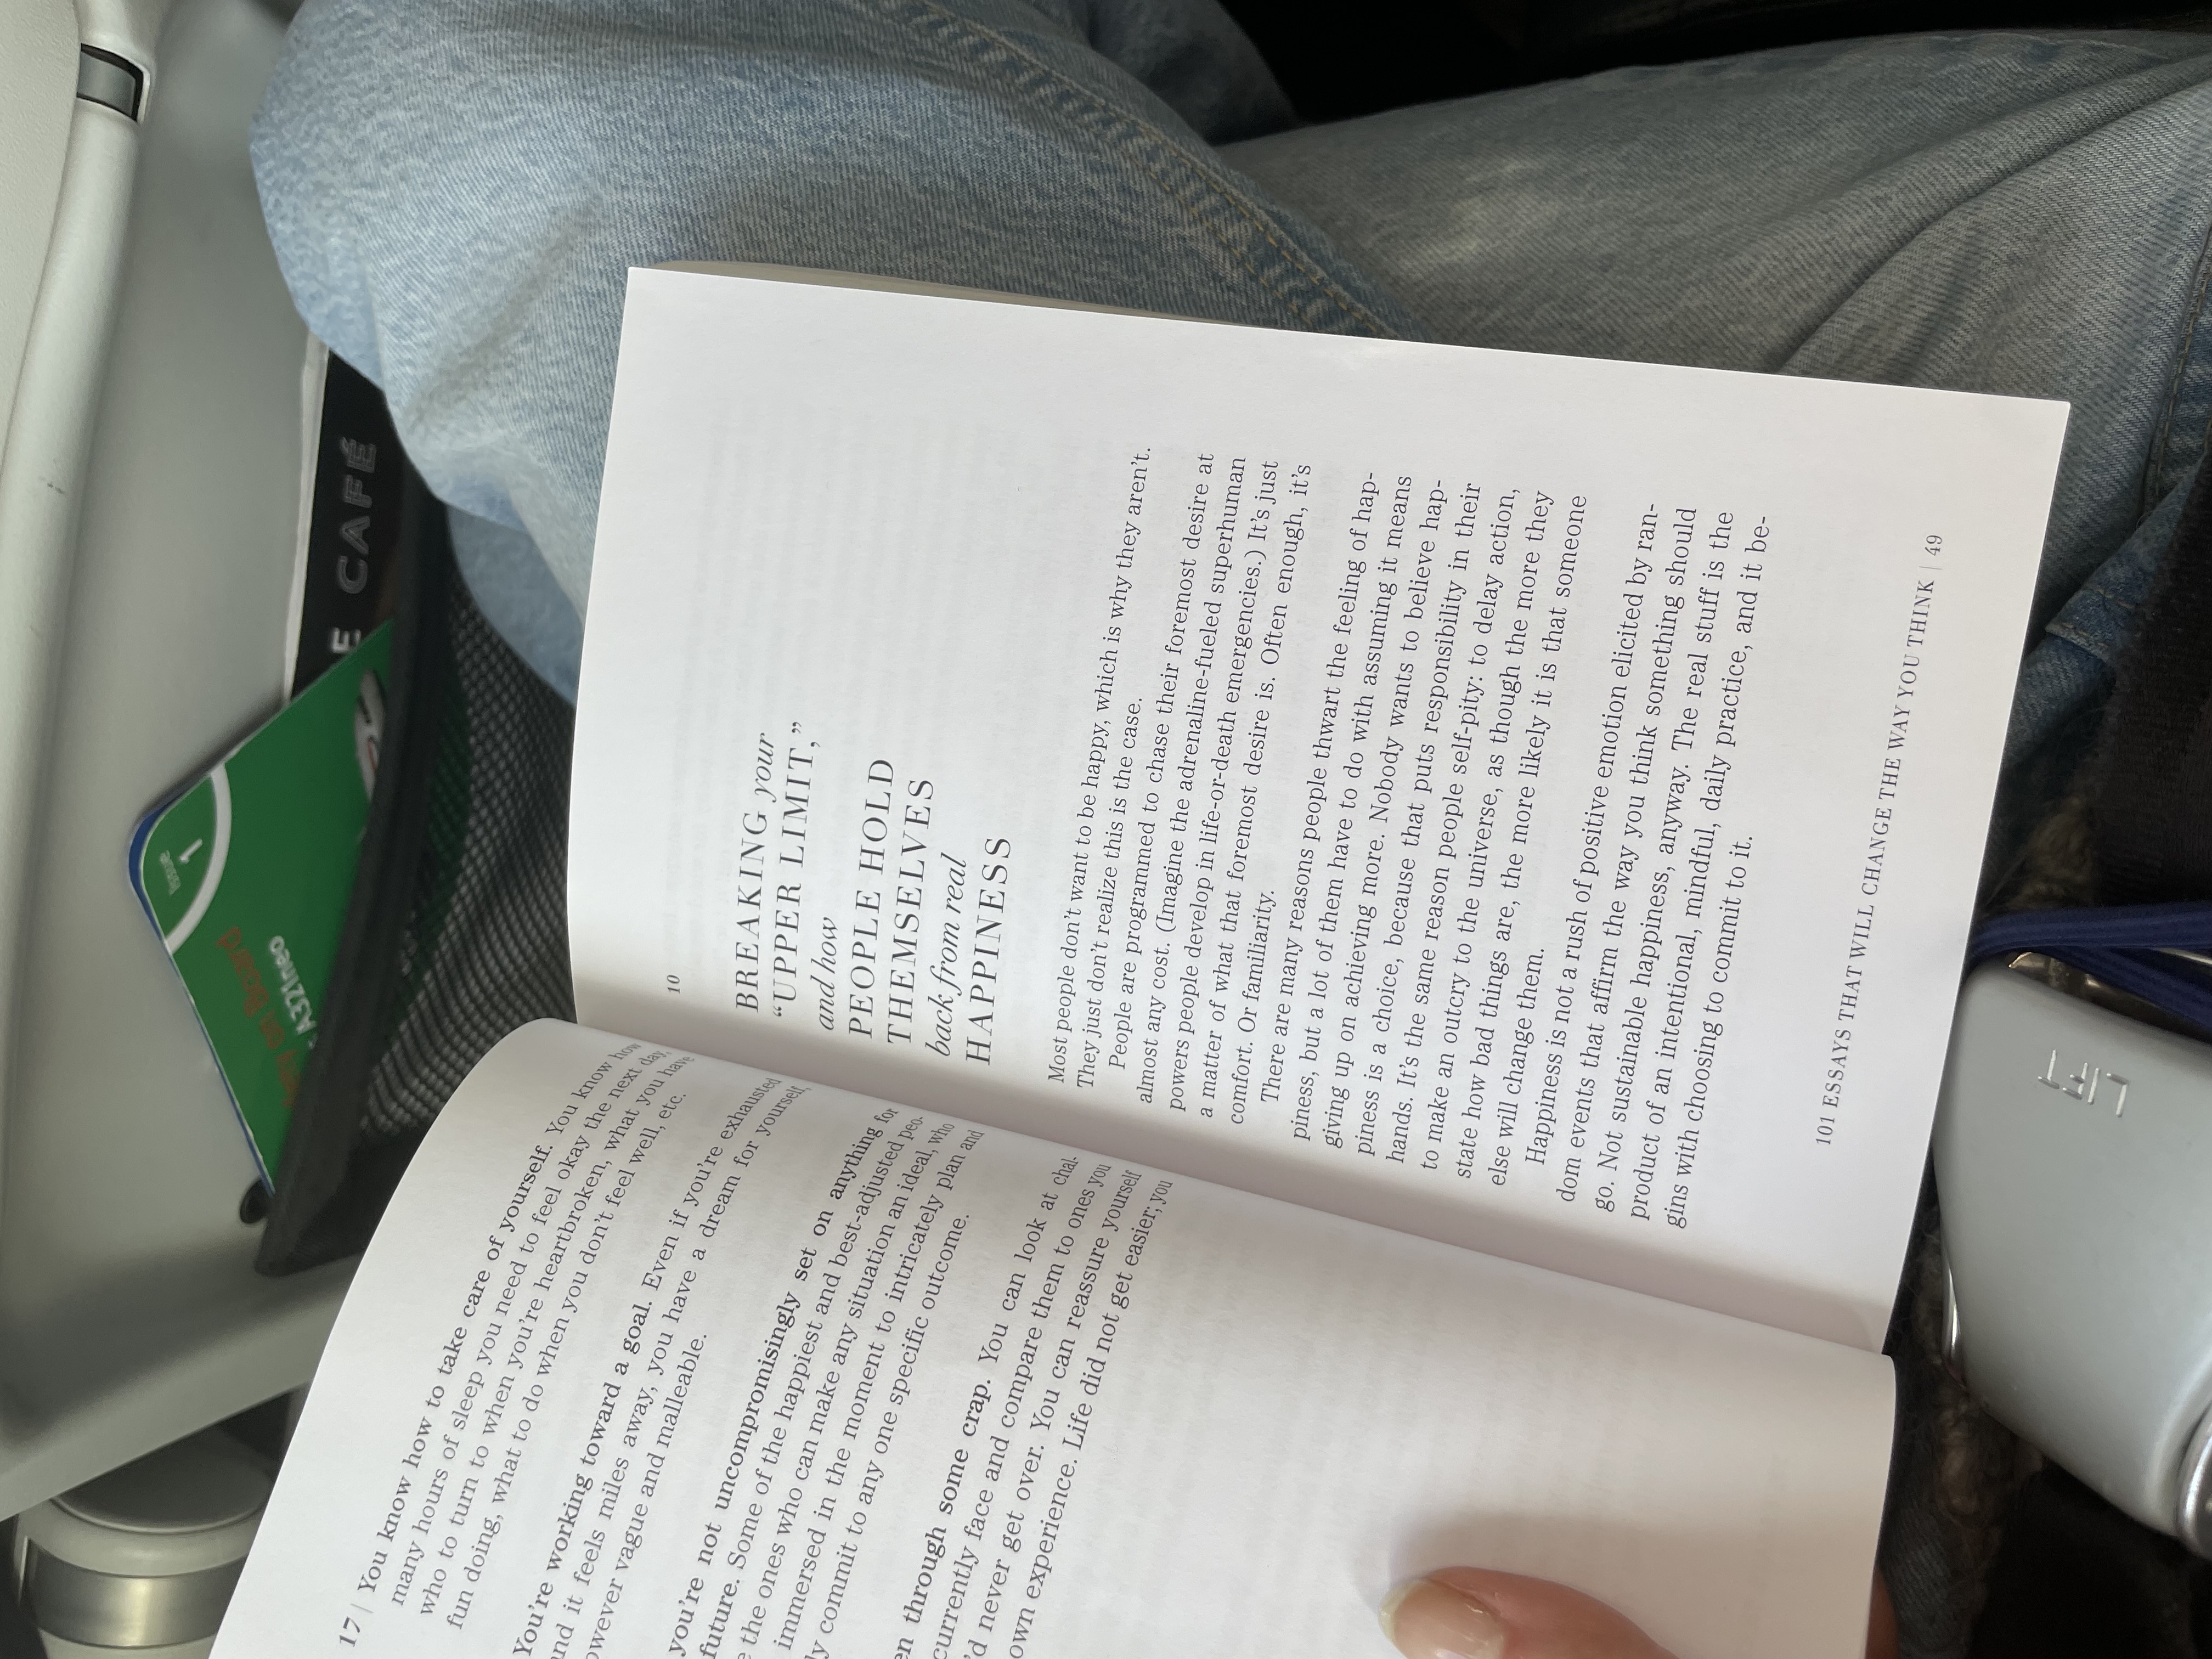 Issue
1
on Board
A321neo
E CAFÉ
17 | You know how to take care of yourself. You know how
many hours of sleep you need to feel okay the next day,
who to turn to when you're heartbroken, what you have
fun doing, what to do when you don't feel well, etc.
You're working toward a goal. Even if you're exhausted
and it feels miles away, you have a dream for yourself,
however vague and malleable.
you're not uncompromisingly set on anything for
future. Some of the happiest and best-adjusted peo-
the ones who can make any situation an ideal, who
immersed in the moment to intricately plan and
commit to any one specific outcome.
through some crap. You can look at chal-
currently face and compare them to ones you
'd never get over. You can reassure yourself
own experience. Life did not get easier; you
10
BREAKING your
“UPPER LIMIT,”
and how
PEOPLE HOLD
THEMSELVES
back from real
HAPPINESS
Most people don't want to be happy, which is why they aren't.
They just don't realize this is the case.
People are programmed to chase their foremost desire at
almost any cost. (Imagine the adrenaline-fueled superhuman
powers people develop in life-or-death emergencies.) It's just
a matter of what that foremost desire is. Often enough, it's
comfort. Or familiarity.
There are many reasons people thwart the feeling of hap-
piness, but a lot of them have to do with assuming it means
giving up on achieving more. Nobody wants to believe hap-
piness is a choice, because that puts responsibility in their
hands. It's the same reason people self-pity: to delay action,
to make an outcry to the universe, as though the more they
state how bad things are, the more likely it is that someone
else will change them.
Happiness is not a rush of positive emotion elicited by ran-
dom events that affirm the way you think something should
go. Not sustainable happiness, anyway. The real stuff is the
product of an intentional, mindful, daily practice, and it be-
gins with choosing to commit to it.
101 ESSAYS THAT WILL CHANGE THE WAY YOU THINK | 49
LIFT